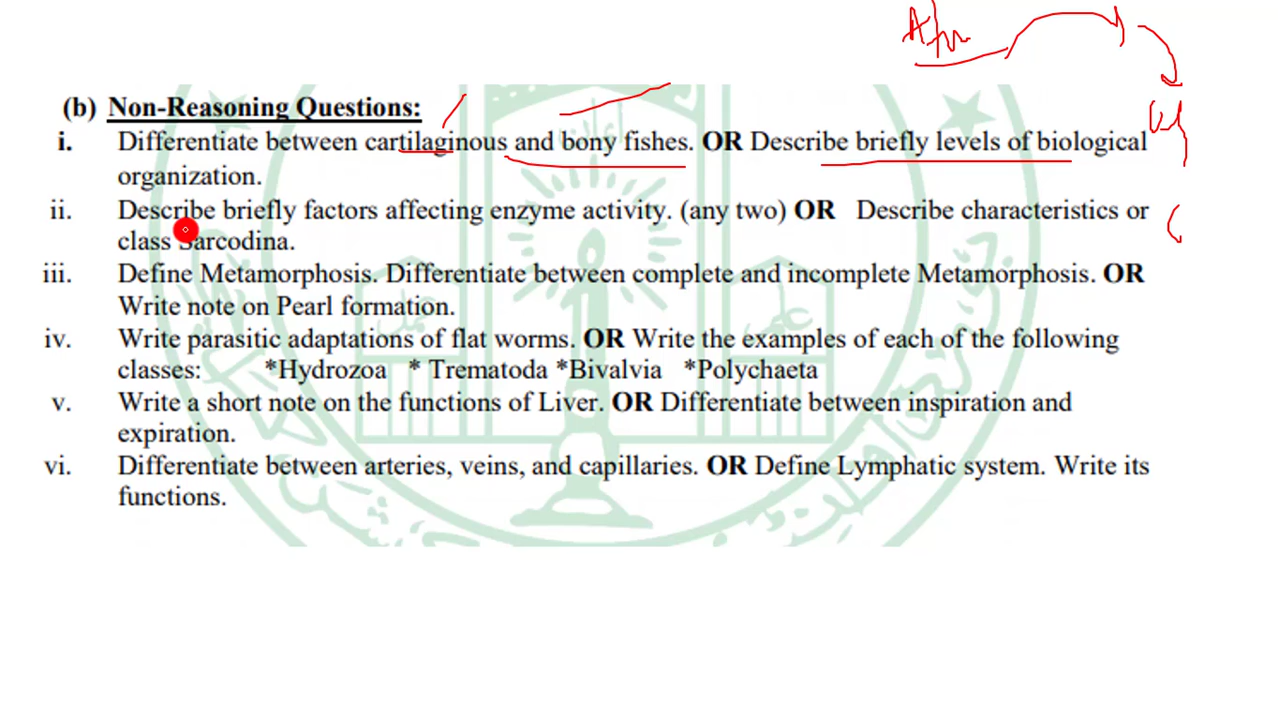 (b) Non-Reasoning Questions:
i. Differentiate between cartilaginous and bony fishes. OR Describe briefly levels of biological
organization.
ii. Describe briefly factors affecting enzyme activity. (any two) OR Describe characteristics or
class Sarcodina.
iii. Define Metamorphosis. Differentiate between complete and incomplete Metamorphosis. OR
Write note on Pearl formation.
iv. Write parasitic adaptations of flat worms. OR Write the examples of each of the following
classes: *Hydrozoa * Trematoda *Bivalvia *Polychaeta
v. Write a short note on the functions of Liver. OR Differentiate between inspiration and
expiration.
vi. Differentiate between arteries, veins, and capillaries. OR Define Lymphatic system. Write its
functions.